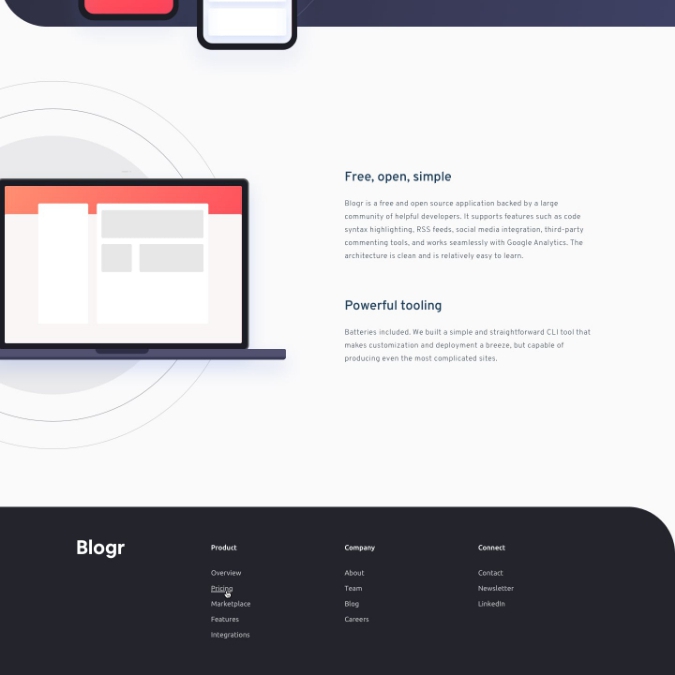 Free, open, simple
Blogr is a free and open source application backed by a large
community of helpful developers. It supports features such as code
syntax highlighting, RSS feeds, social media integration, third-party
commenting tools, and works seamlessly with Google Analytics. The
architecture is clean and is relatively easy to learn.
Powerful tooling
Batteries included. We built a simple and straightforward CLI tool that
makes customization and deployment a breeze, but capable of
producing even the most complicated sites.
Blogr
Product
Overview
Pricing
Marketplace
Features
Integrations
Company
About
Team
Blog
Careers
Connect
Contact
Newsletter
LinkedIn